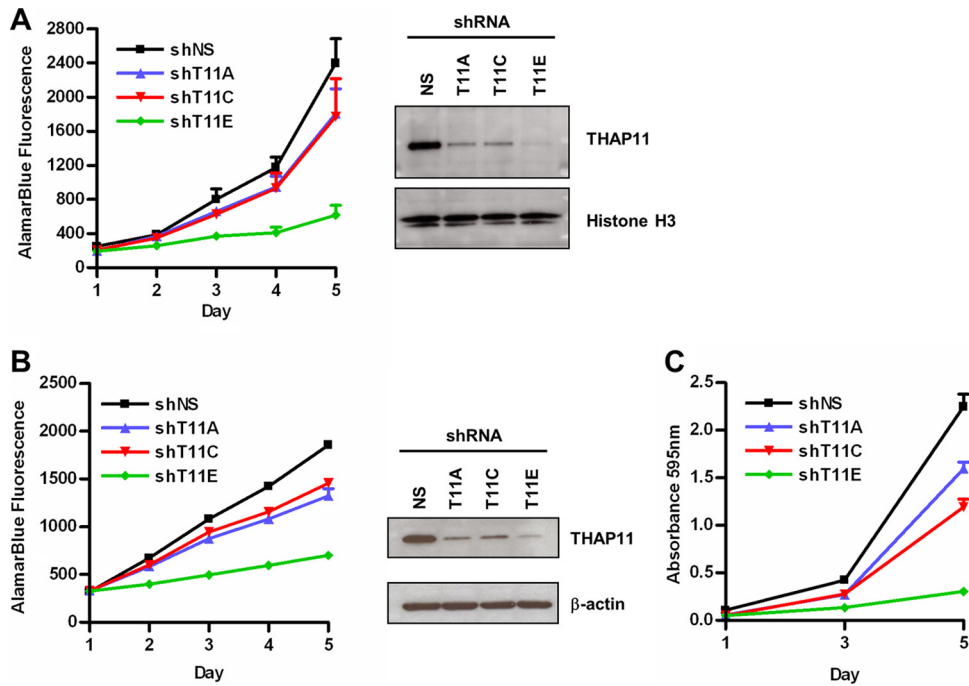 A
AlamarBlue Fluorescence
2800
2400
2000
1600
1200
800
400
0
1 2 3 4 5
Day
shNS
shT11A
shT11C
shT11E
shRNA
NS T11A T11C T11E
THAP11
Histone H3
B
AlamarBlue Fluorescence
2500
2000
1500
1000
500
0
1 2 3 4 5
Day
shNS
shT11A
shT11C
shT11E
shRNA
NS T11A T11C T11E
THAP11
β-actin
C
Absorbance 595nm
2.5
2.0
1.5
1.0
0.5
0.0
1 3 5
Day
shNS
shT11A
shT11C
shT11E